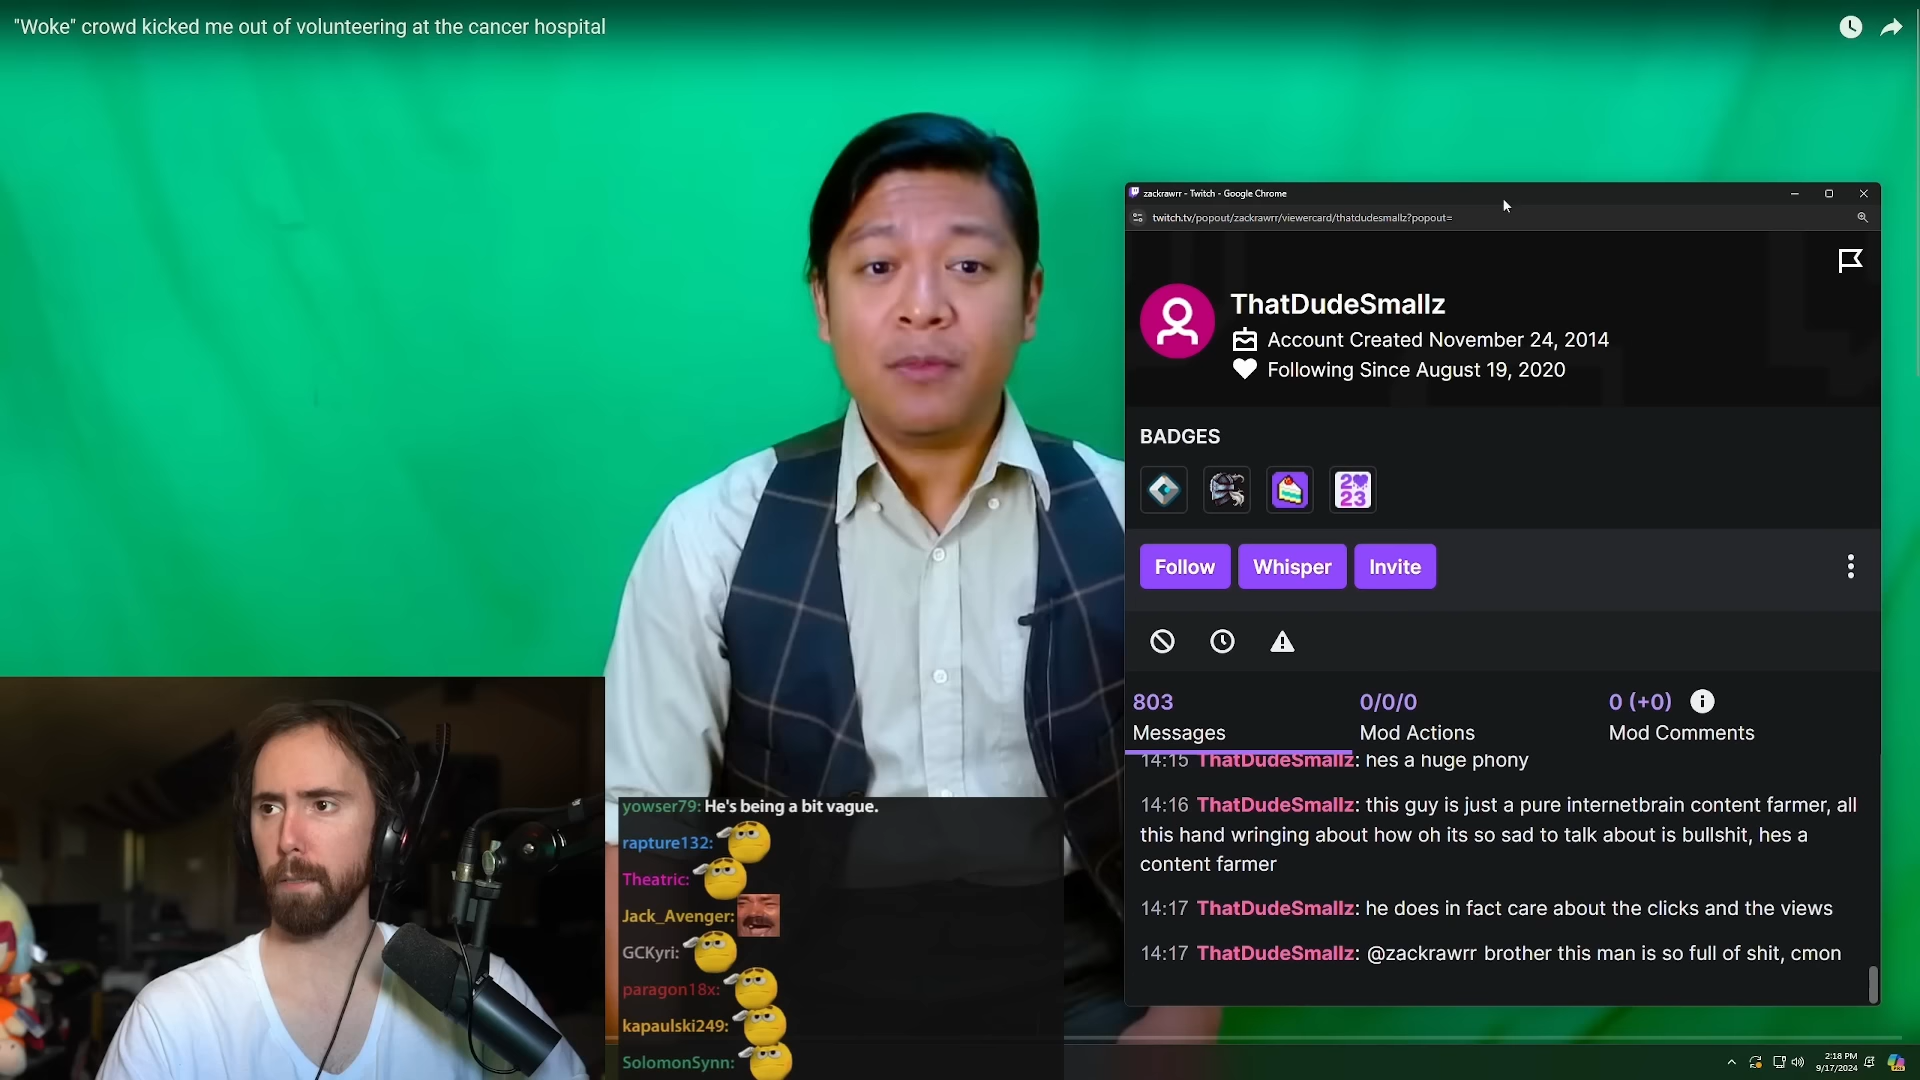 "Woke" crowd kicked me out of volunteering at the cancer hospital
zackrawrr - Twitch - Google Chrome
twitch.tv/popout/zackrawrr/viewercard/thatdudesmallz?popout=
ThatDudeSmallz
Account Created November 24, 2014
Following Since August 19, 2020
BADGES
2 23
Follow Whisper Invite
803 0/0/0 0 (+0)
Messages Mod Actions Mod Comments
14:15 ThatDudeSmallz: hes a huge phony
14:16 ThatDudeSmallz: this guy is just a pure internetbrain content farmer, all
this hand wringing about how oh its so sad to talk about is bullshit, hes a
content farmer
14:17 ThatDudeSmallz: he does in fact care about the clicks and the views
14:17 ThatDudeSmallz: @zackrawrr brother this man is so full of shit, cmon
yowser79: He's being a bit vague.
rapture132:
Theatric:
Jack_Avenger:
GCKyri:
paragon18x:
kapaulski249:
SolomonSynn:
2:18 PM
9/17/2024